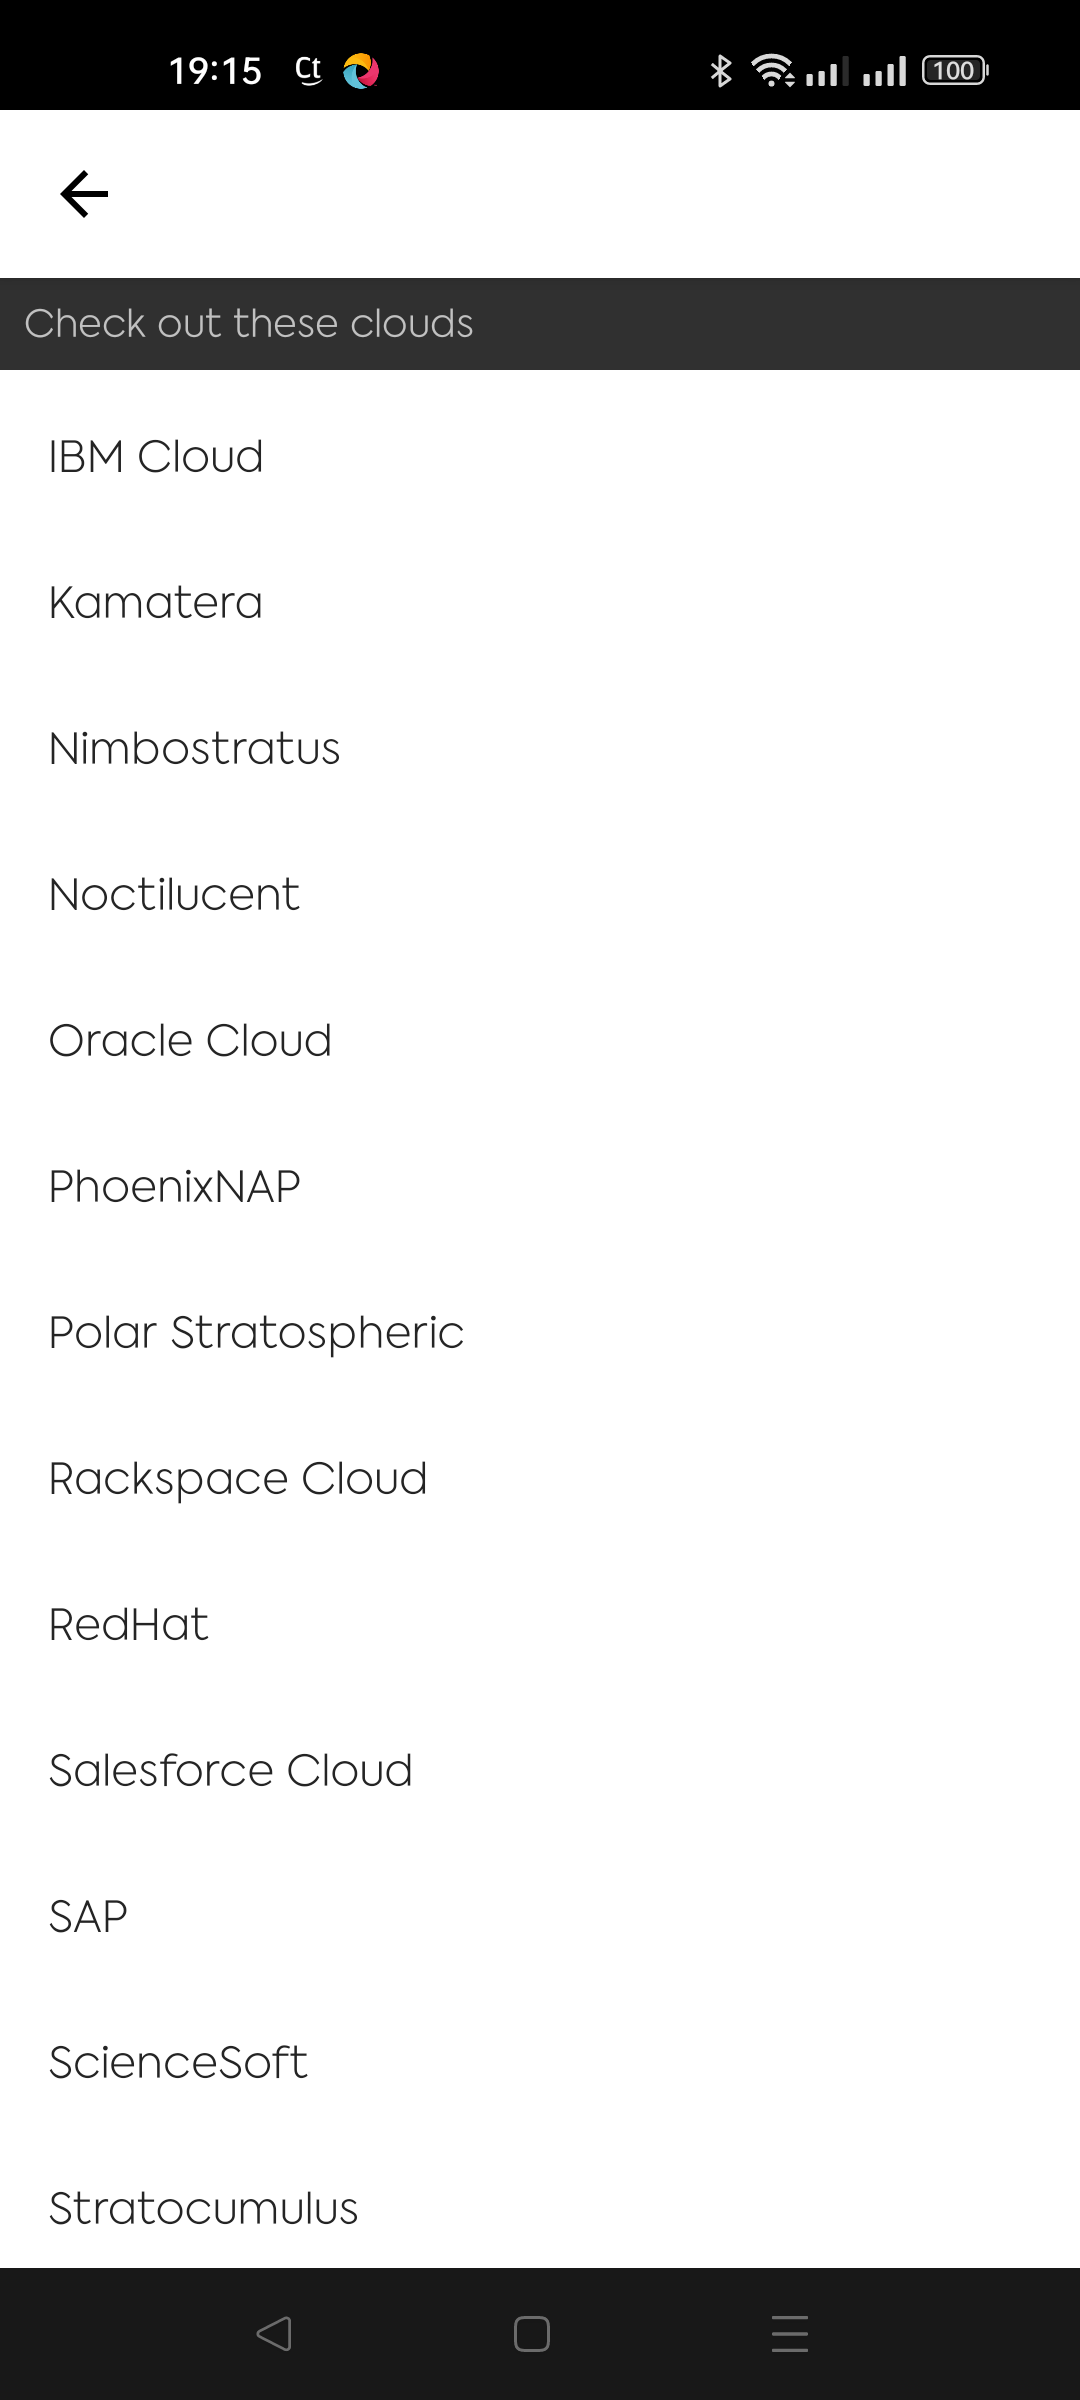 19:15 Ct 100
Check out these clouds
IBM Cloud
Kamatera
Nimbostratus
Noctilucent
Oracle Cloud
PhoenixNAP
Polar Stratospheric
Rackspace Cloud
RedHat
Salesforce Cloud
SAP
ScienceSoft
Stratocumulus